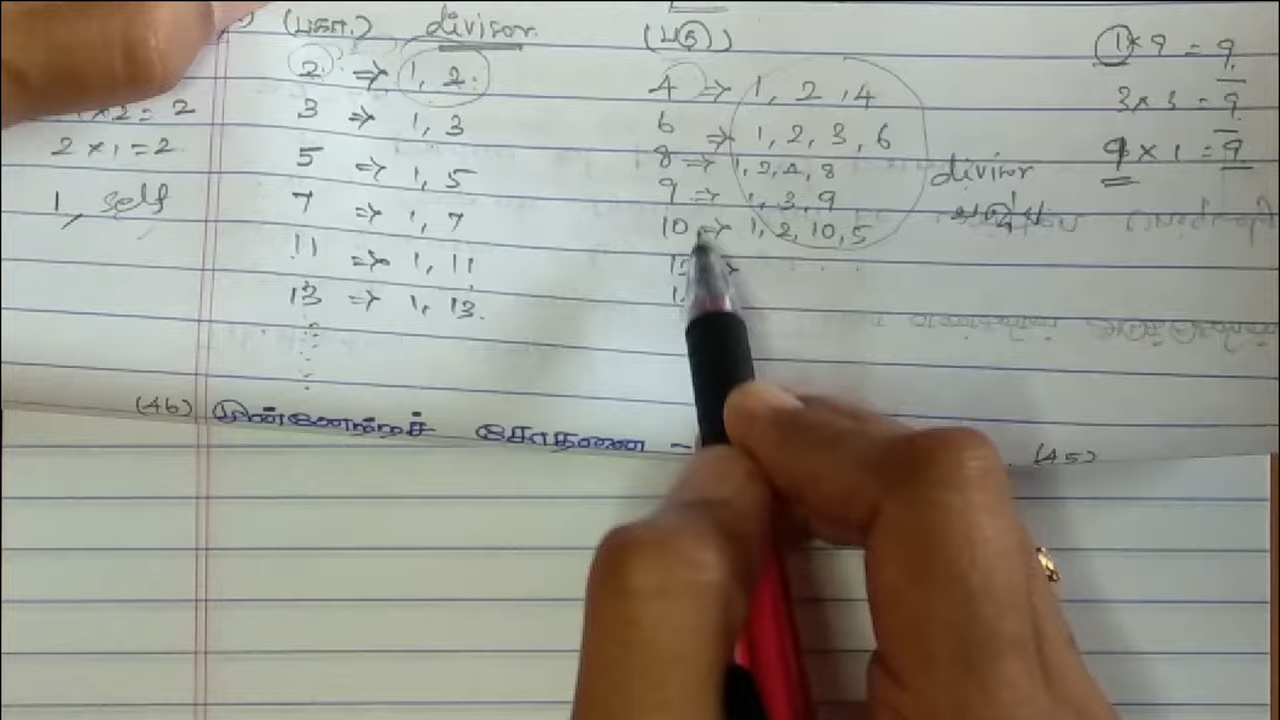 (பகா.) divisor (பகு)
1 × 9 = 9
2 => 1, 2. 4 => 1, 2, 4
3 × 3 = 9
× 2 = 2 3 => 1, 3 6 => 1, 2, 3, 6
9 × 1 = 9
2 × 1 = 2 5 => 1, 5 8 => 1, 2, 4, 8 divisor
1, self 7 => 1, 7 9 => 1, 3, 9
10 => 1, 2, 10, 5
11 => 1, 11
13 => 1, 13.
(46) முன்னேற்றச் சோதனை - (45)